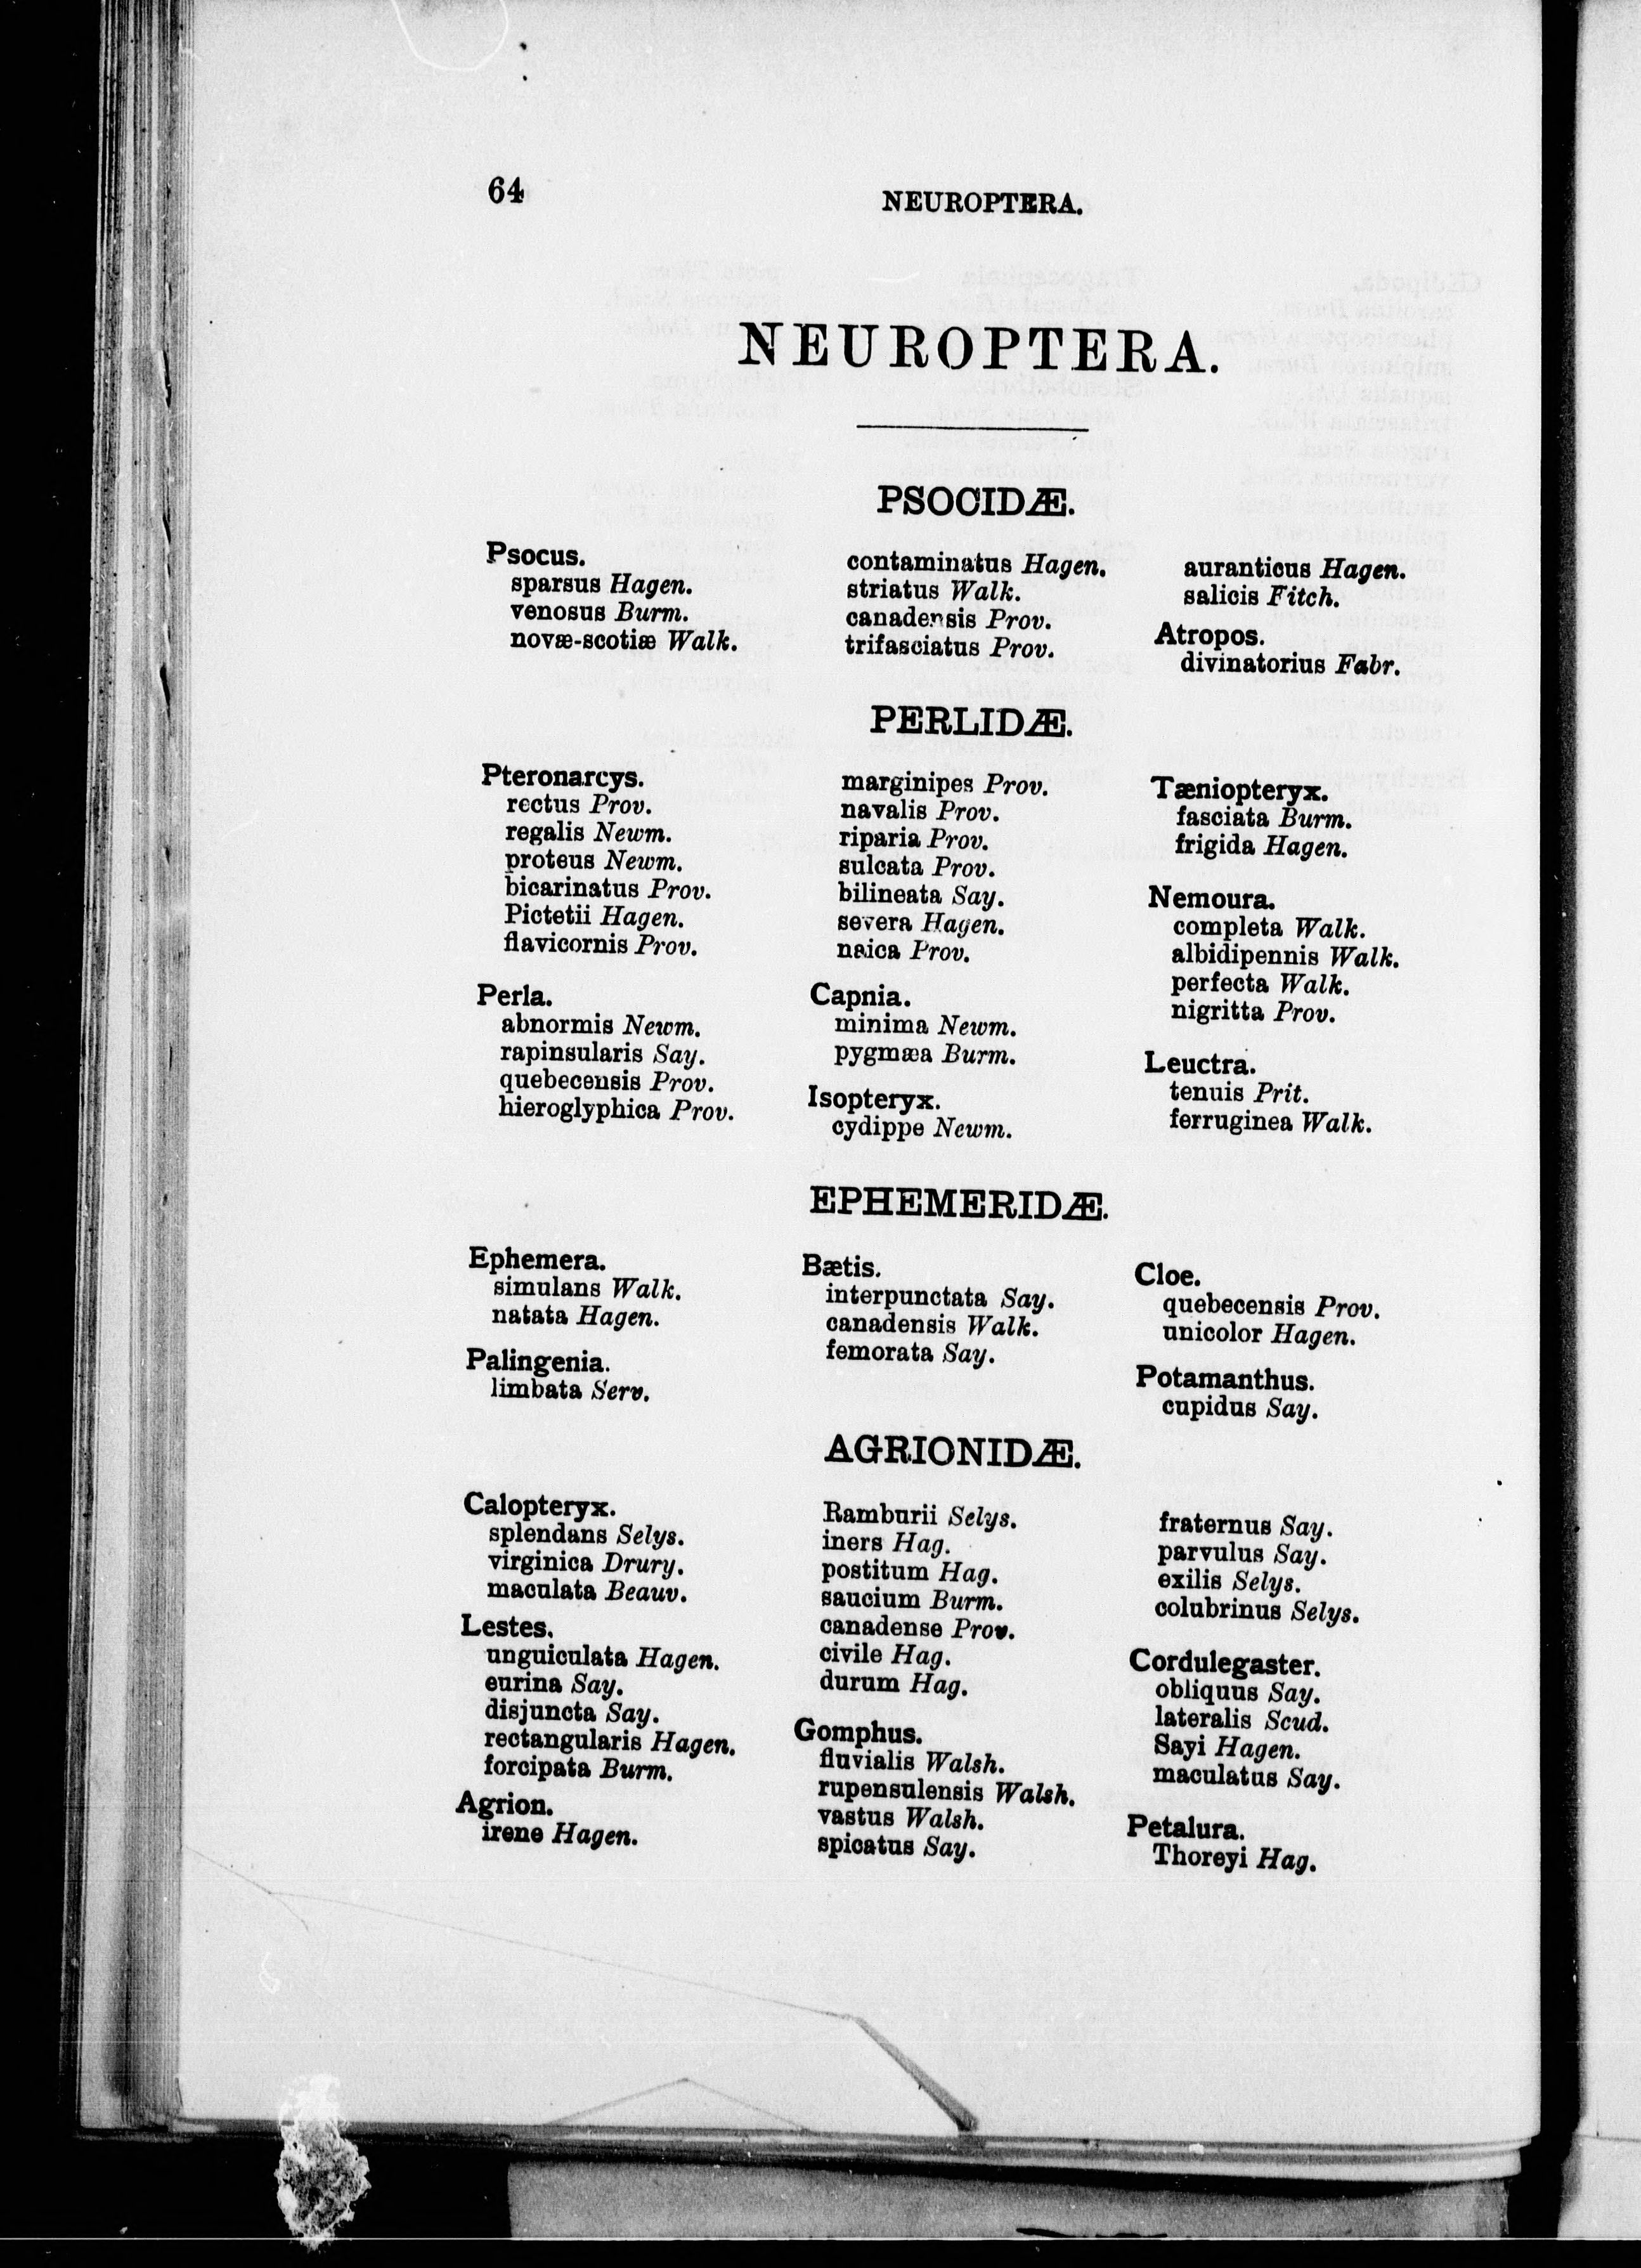 64
NEUROPTERA.
NEUROPTERA.
PSOCIDÆ.
Psocus.
sparsus Hagen.
venosus Burm.
novæ-scotiæ Walk.
contaminatus Hagen.
striatus Walk.
canadensis Prov.
trifasciatus Prov.
auranticus Hagen.
salicis Fitch.
Atropos.
divinatorius Fabr.
PERLIDÆ.
Pteronarcys.
rectus Prov.
regalis Newm.
proteus Newm.
bicarinatus Prov.
Pictetii Hagen.
flavicornis Prov.
Perla.
abnormis Newm.
rapinsularis Say.
quebecensis Prov.
hieroglyphica Prov.
marginipes Prov.
navalis Prov.
riparia Prov.
sulcata Prov.
bilineata Say.
severa Hagen.
naica Prov.
Capnia.
minima Newm.
pygmæa Burm.
Isopteryx.
cydippe Newm.
Tæniopteryx.
fasciata Burm.
frigida Hagen.
Nemoura.
completa Walk.
albidipennis Walk.
perfecta Walk.
nigritta Prov.
Leuctra.
tenuis Prit.
ferruginea Walk.
EPHEMERIDÆ.
Ephemera.
simulans Walk.
natata Hagen.
Palingenia.
limbata Serv.
Bætis.
interpunctata Say.
canadensis Walk.
femorata Say.
Cloe.
quebecensis Prov.
unicolor Hagen.
Potamanthus.
cupidus Say.
AGRIONIDÆ.
Calopteryx.
splendans Selys.
virginica Drury.
maculata Beauv.
Lestes.
unguiculata Hagen.
eurina Say.
disjuncta Say.
rectangularis Hagen.
forcipata Burm.
Agrion.
irene Hagen.
Ramburii Selys.
iners Hag.
postitum Hag.
saucium Burm.
canadense Prov.
civile Hag.
durum Hag.
Gomphus.
fluvialis Walsh.
rupensulensis Walsh.
vastus Walsh.
spicatus Say.
fraternus Say.
parvulus Say.
exilis Selys.
colubrinus Selys.
Cordulegaster.
obliquus Say.
lateralis Scud.
Sayi Hagen.
maculatus Say.
Petalura.
Thoreyi Hag.